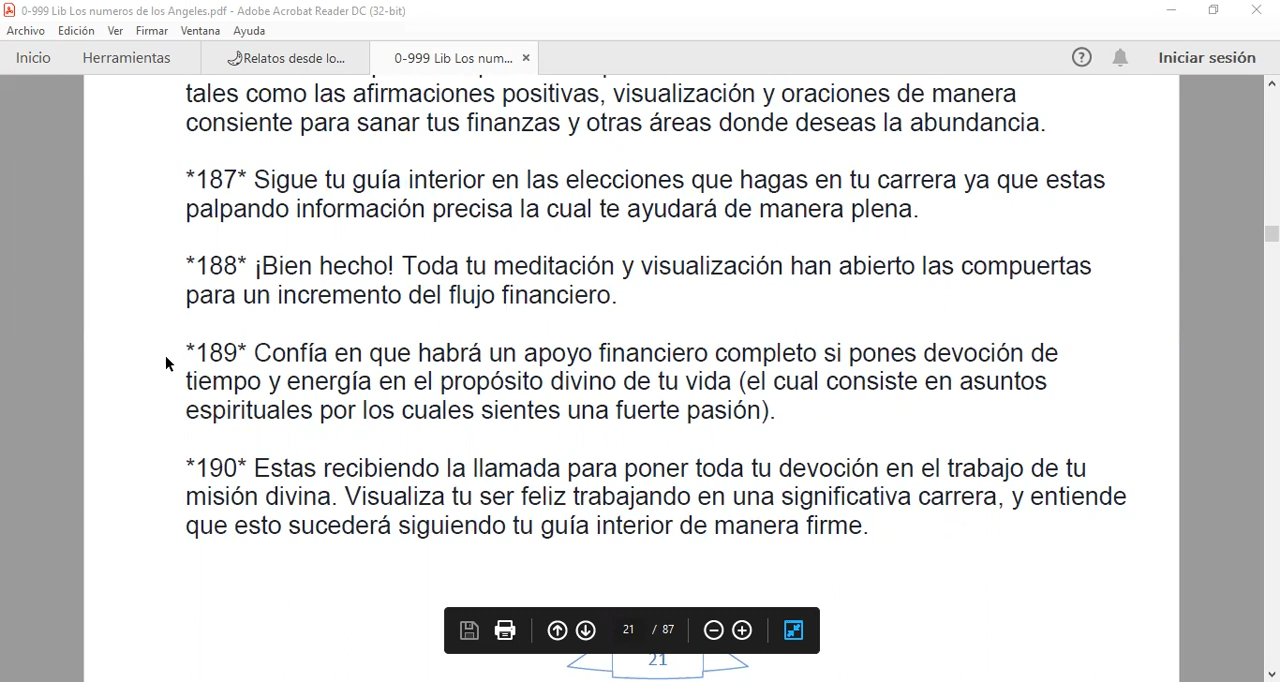 0-999 Lib Los numeros de los Angeles.pdf - Adobe Acrobat Reader DC (32-bit)
Archivo Edición Ver Firmar Ventana Ayuda
Inicio Herramientas Relatos desde lo... 0-999 Lib Los num... × Iniciar sesión
tales como las afirmaciones positivas, visualización y oraciones de manera
consiente para sanar tus finanzas y otras áreas donde deseas la abundancia.
*187* Sigue tu guía interior en las elecciones que hagas en tu carrera ya que estas
palpando información precisa la cual te ayudará de manera plena.
*188* ¡Bien hecho! Toda tu meditación y visualización han abierto las compuertas
para un incremento del flujo financiero.
*189* Confía en que habrá un apoyo financiero completo si pones devoción de
tiempo y energía en el propósito divino de tu vida (el cual consiste en asuntos
espirituales por los cuales sientes una fuerte pasión).
*190* Estas recibiendo la llamada para poner toda tu devoción en el trabajo de tu
misión divina. Visualiza tu ser feliz trabajando en una significativa carrera, y entiende
que esto sucederá siguiendo tu guía interior de manera firme.
21 / 87
21